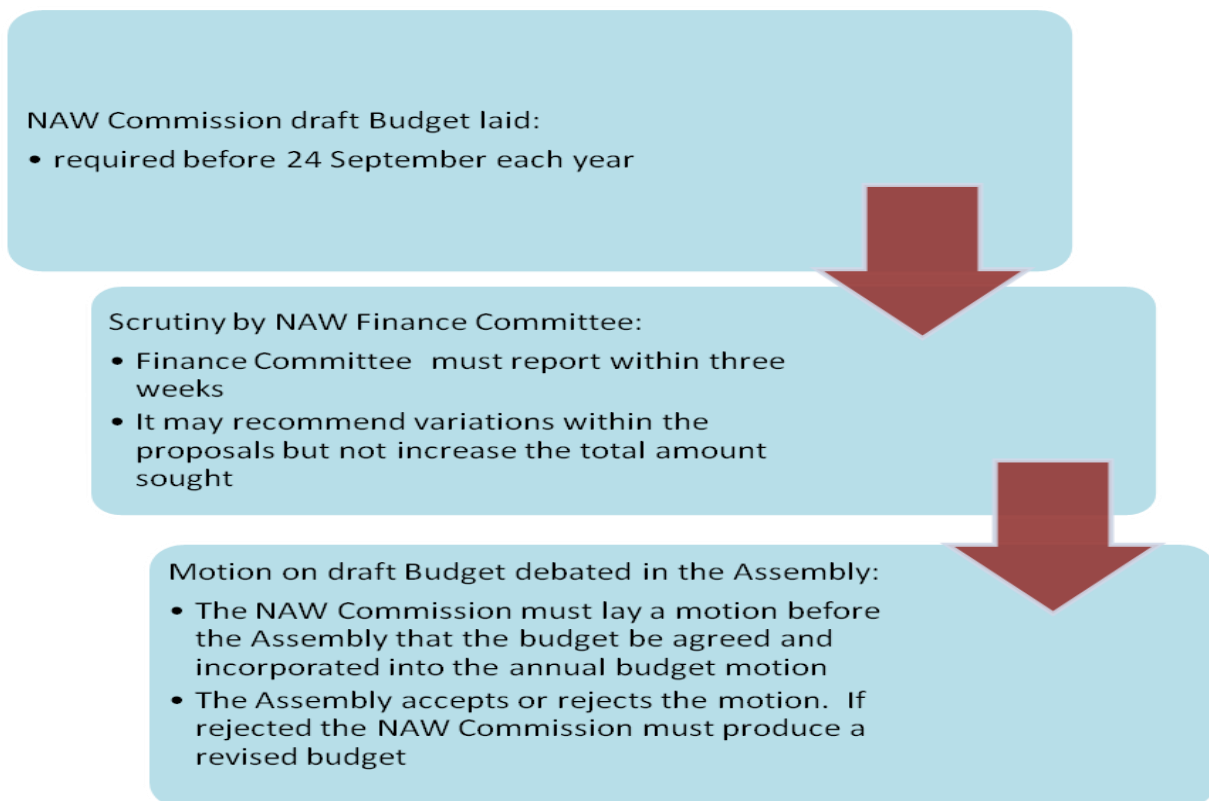 NAW Commission draft Budget laid:
• required before 24 September each year
Scrutiny by NAW Finance Committee:
• Finance Committee must report within three
weeks
• It may recommend variations within the
proposals but not increase the total amount
sought
Motion on draft Budget debated in the Assembly:
• The NAW Commission must lay a motion before
the Assembly that the budget be agreed and
incorporated into the annual budget motion
• The Assembly accepts or rejects the motion. If
rejected the NAW Commission must produce a
revised budget